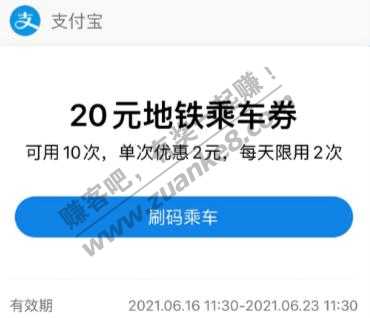 支 支付宝
20元地铁乘车券
可用10次，单次优惠2元，每天限用2次
刷码乘车
有效期 2021.06.16 11:30-2021.06.23 11:30
赚客吧，有奖一起赚！
www.zuanke8.com